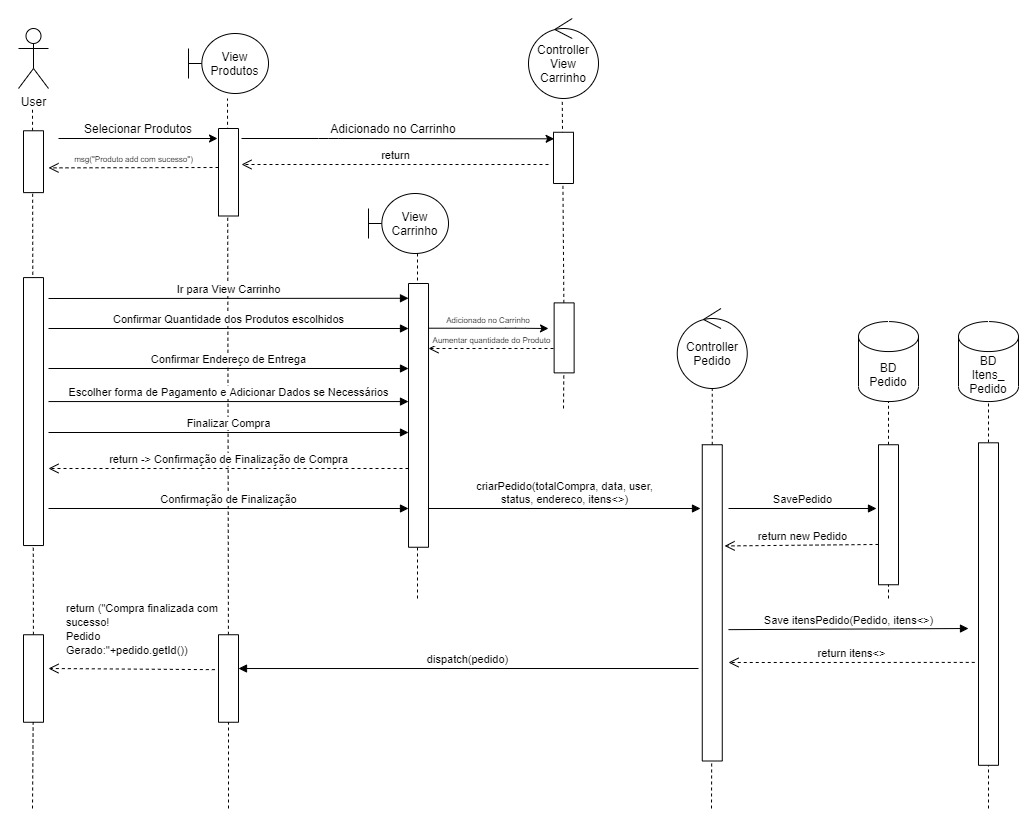 User
View
Produtos
Controller
View
Carrinho
Selecionar Produtos
Adicionado no Carrinho
msg("Produto add com sucesso")
return
View
Carrinho
Ir para View Carrinho
Confirmar Quantidade dos Produtos escolhidos
Adicionado no Carrinho
Aumentar quantidade do Produto
Confirmar Endereço de Entrega
Escolher forma de Pagamento e Adicionar Dados se Necessários
Finalizar Compra
return -> Confirmação de Finalização de Compra
Confirmação de Finalização
Controller
Pedido
BD
Pedido
BD
Itens_
Pedido
criarPedido(totalCompra, data, user,
status, endereco, itens<>)
SavePedido
return new Pedido
Save itensPedido(Pedido, itens<>)
return itens<>
dispatch(pedido)
return ("Compra finalizada com
sucesso!
Pedido
Gerado:"+pedido.getId())